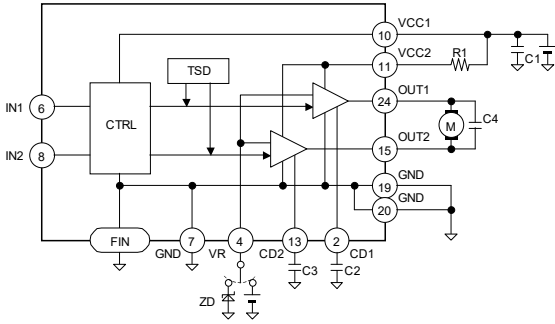 VCC1
10
C1
VCC2
11
R1
TSD
OUT1
24
IN1
6
CTRL
M
C4
OUT2
IN2
8
15
GND
19
GND
20
FIN
GND
7
VR
4
CD2
13
2
CD1
C3
C2
ZD